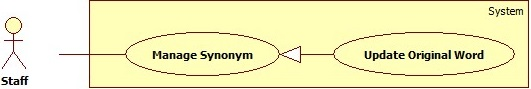 System
Manage Synonym
Update Original Word
Staff